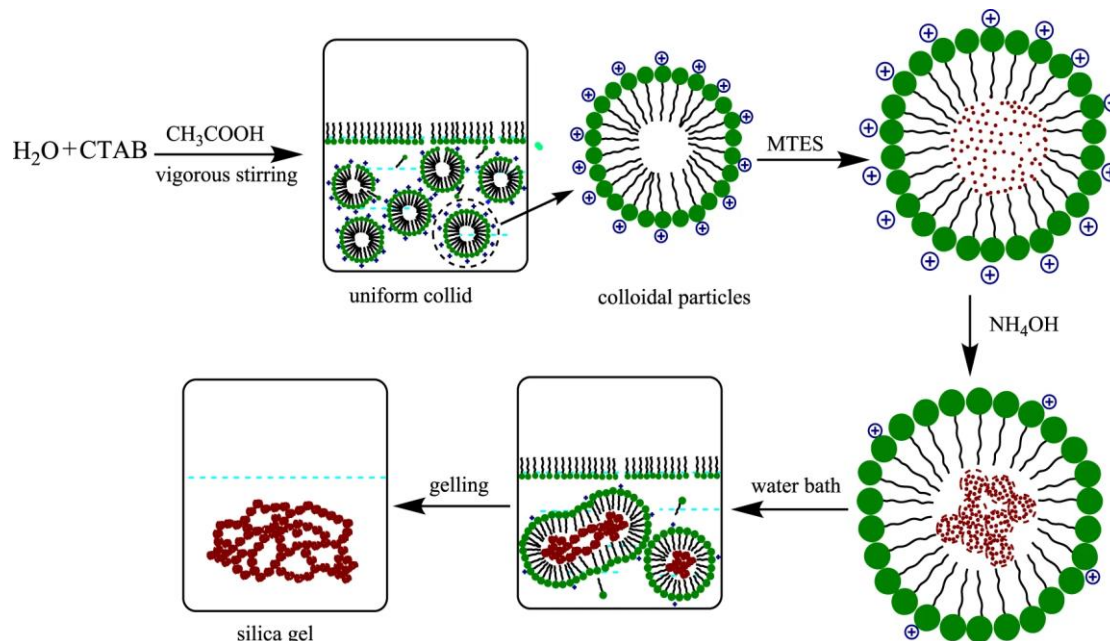 H₂O+CTAB
CH₃COOH
vigorous stirring
uniform collid
colloidal particles
MTES
NH₄OH
water bath
gelling
silica gel